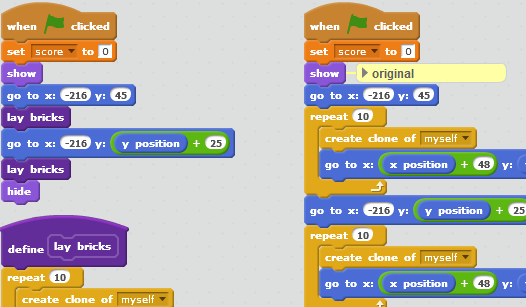 when clicked
set score to 0
show
go to x: -216 y: 45
lay bricks
go to x: -216 y: y position + 25
lay bricks
hide
define lay bricks
repeat 10
create clone of myself
when clicked
set score to 0
show
original
go to x: -216 y: 45
repeat 10
create clone of myself
go to x: x position + 48 y:
go to x: -216 y: y position + 25
repeat 10
create clone of myself
go to x: x position + 48 y: